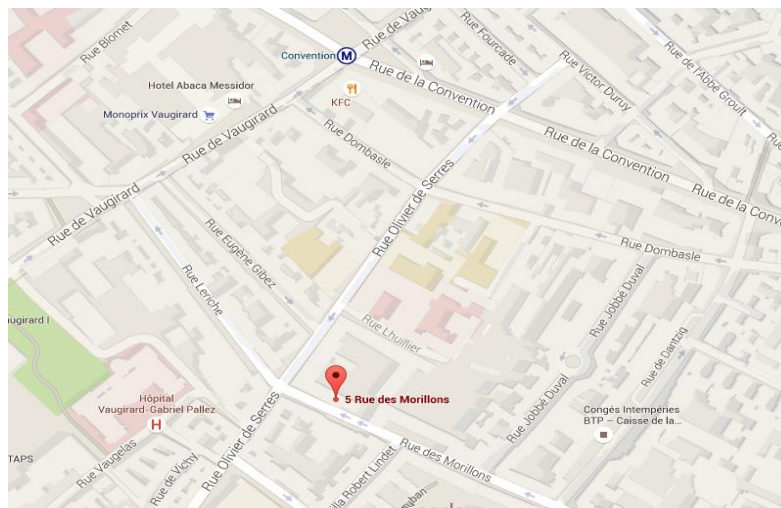 Rue Blomet
Rue de Vaug
Rue Fourcade
Rue de l'Abbé Groult
Convention M
Rue Victor Duruy
Rue de la Convention
Hotel Abaca Messidor
KFC
Monoprix Vaugirard
Rue de Vaugirard
Rue Dombasle
Rue de la Convention
Rue
Rue de la Conv
Rue de Vaugirard
Rue Olivier de Serres
Rue Eugène Gibez
Rue Dombasle
Rue Leriche
augirard I
Rue Lhuillier
Rue Jobbé Duval
Rue de Dantzig
Hôpital
Vaugirard-Gabriel Pallez
H
5 Rue des Morillons
Rue Jobbé Duval
Congés Intempéries
BTP – Caisse de la...
TAPS
Rue Vaugelas
Rue de Vichy
Rue Olivier de Serres
Rue des Morillons
illa Robert Lindet